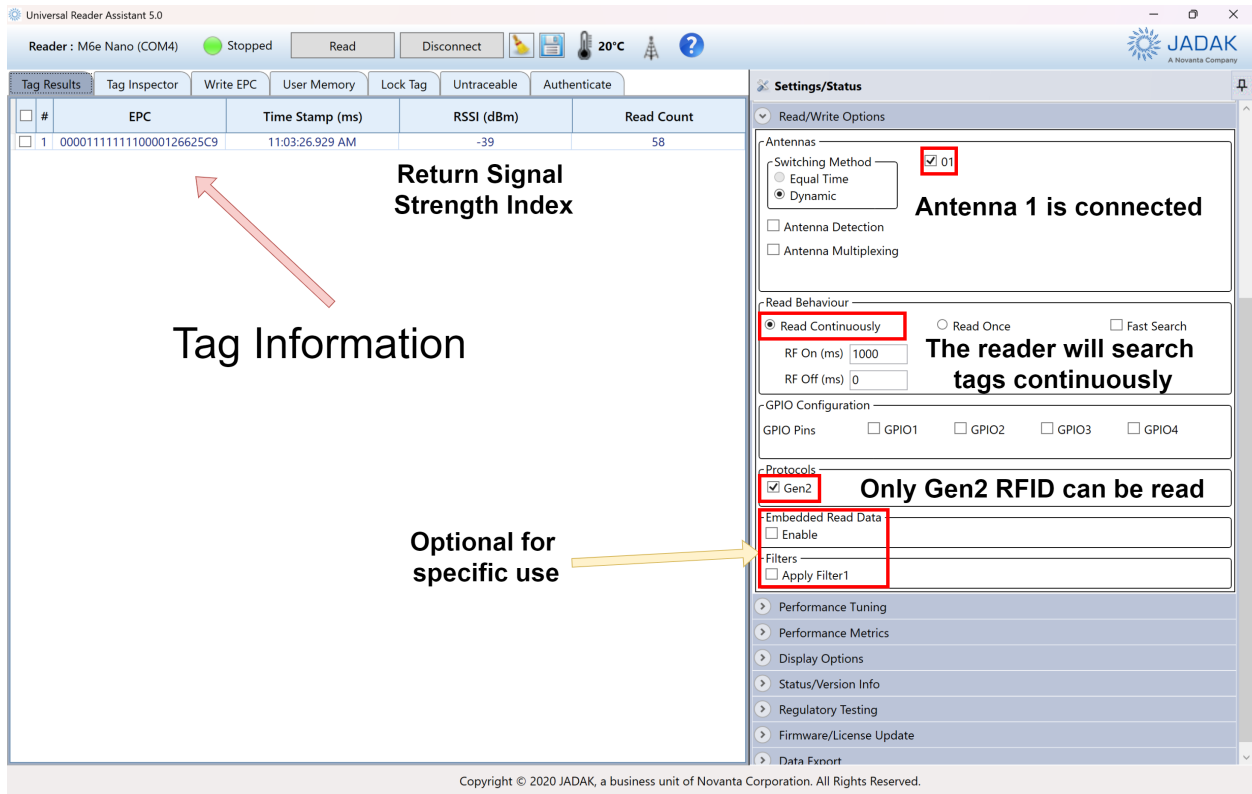 Universal Reader Assistant 5.0
Reader : M6e Nano (COM4) Stopped Read Disconnect 20°C ?
JADAK
A Novanta Company
Tag Results Tag Inspector Write EPC User Memory Lock Tag Untraceable Authenticate
# EPC Time Stamp (ms) RSSI (dBm) Read Count
1 0000111111110000126625C9 11:03:26.929 AM -39 58
Return Signal
Strength Index
Tag Information
Optional for
specific use
Settings/Status
Read/Write Options
Antennas
Switching Method
Equal Time
Dynamic
01
Antenna 1 is connected
Antenna Detection
Antenna Multiplexing
Read Behaviour
Read Continuously Read Once Fast Search
RF On (ms) 1000
RF Off (ms) 0
The reader will search
tags continuously
GPIO Configuration
GPIO Pins GPIO1 GPIO2 GPIO3 GPIO4
Protocols
Gen2
Only Gen2 RFID can be read
Embedded Read Data
Enable
Filters
Apply Filter1
Performance Tuning
Performance Metrics
Display Options
Status/Version Info
Regulatory Testing
Firmware/License Update
Data Export
Copyright © 2020 JADAK, a business unit of Novanta Corporation. All Rights Reserved.